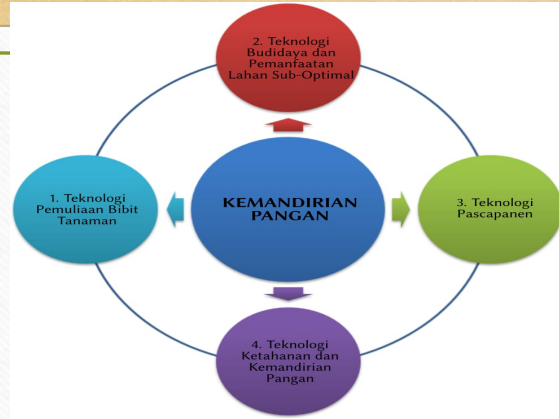 2. Teknologi
Budidaya dan
Pemanfaatan
Lahan Sub-Optimal
1. Teknologi
Pemuliaan Bibit
Tanaman
KEMANDIRIAN
PANGAN
3. Teknologi
Pascapanen
4. Teknologi
Ketahanan dan
Kemandirian
Pangan